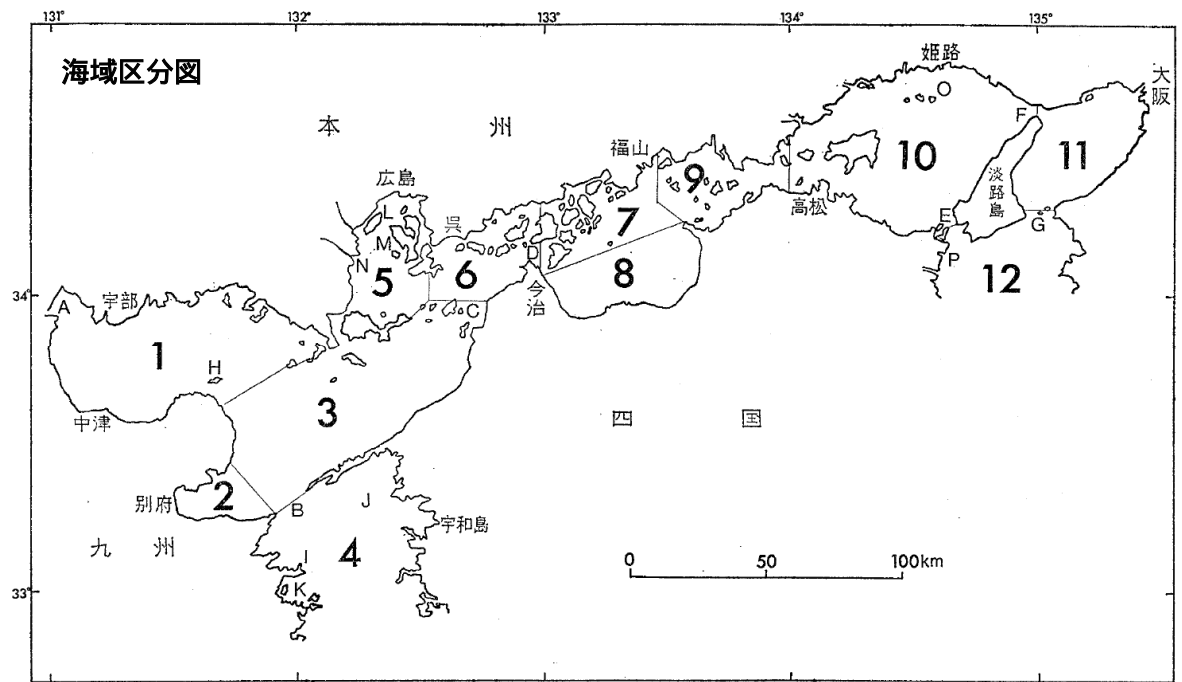 131°
132°
133°
134°
135°
海域区分図
姫路
大阪
O
本 州
F
福山
10
11
9
広島
淡路島
L
7
高松
呉
E
G
M
D
N
5
6
8
P
12
34°
A
宇部
今治
C
1
H
3
四 国
中津
2
別府
B
J
宇和島
九 州
I
4
0 50 100km
K
33°